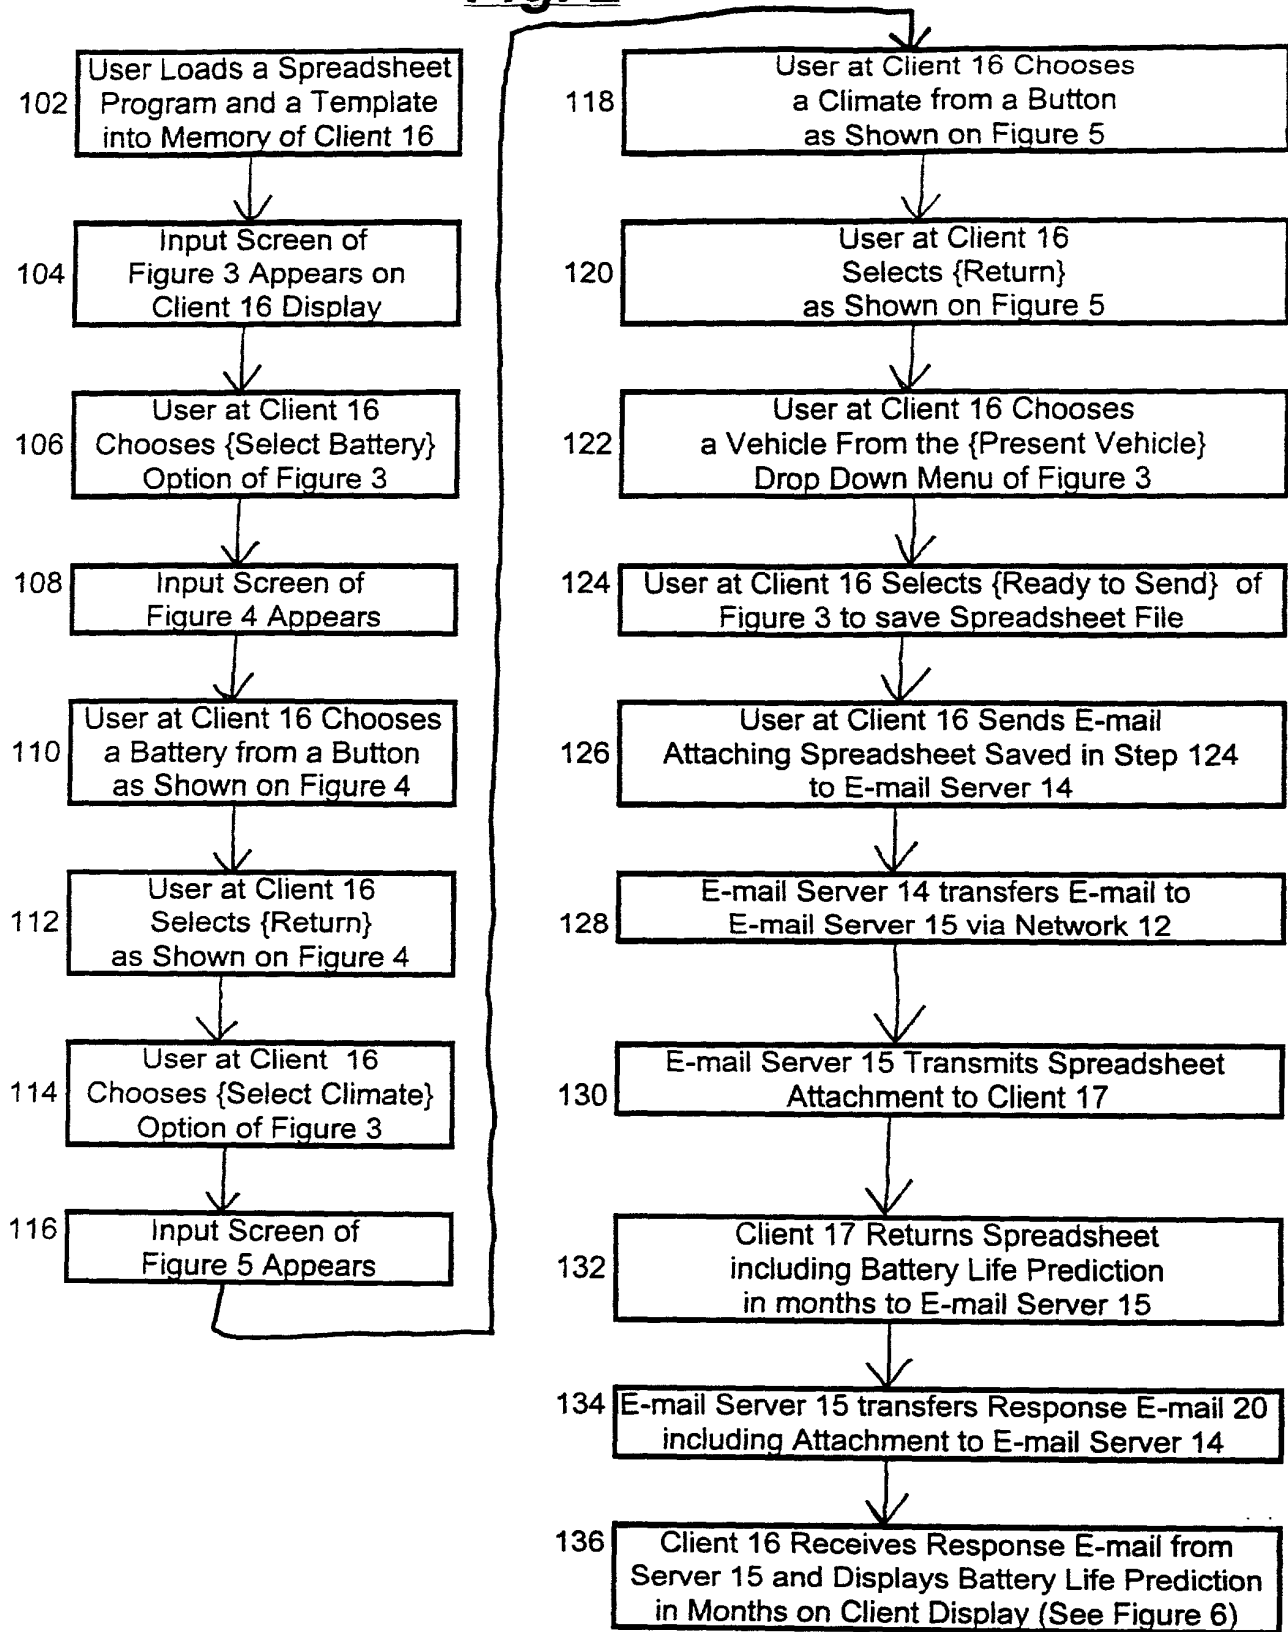 102
User Loads a Spreadsheet
Program and a Template
into Memory of Client 16
104
Input Screen of
Figure 3 Appears on
Client 16 Display
106
User at Client 16
Chooses {Select Battery}
Option of Figure 3
108
Input Screen of
Figure 4 Appears
110
User at Client 16 Chooses
a Battery from a Button
as Shown on Figure 4
112
User at Client 16
Selects {Return}
as Shown on Figure 4
114
User at Client 16
Chooses {Select Climate}
Option of Figure 3
116
Input Screen of
Figure 5 Appears
118
User at Client 16 Chooses
a Climate from a Button
as Shown on Figure 5
120
User at Client 16
Selects {Return}
as Shown on Figure 5
122
User at Client 16 Chooses
a Vehicle From the {Present Vehicle}
Drop Down Menu of Figure 3
124
User at Client 16 Selects {Ready to Send} of
Figure 3 to save Spreadsheet File
126
User at Client 16 Sends E-mail
Attaching Spreadsheet Saved in Step 124
to E-mail Server 14
128
E-mail Server 14 transfers E-mail to
E-mail Server 15 via Network 12
130
E-mail Server 15 Transmits Spreadsheet
Attachment to Client 17
132
Client 17 Returns Spreadsheet
including Battery Life Prediction
in months to E-mail Server 15
134
E-mail Server 15 transfers Response E-mail 20
including Attachment to E-mail Server 14
136
Client 16 Receives Response E-mail from
Server 15 and Displays Battery Life Prediction
in Months on Client Display (See Figure 6)